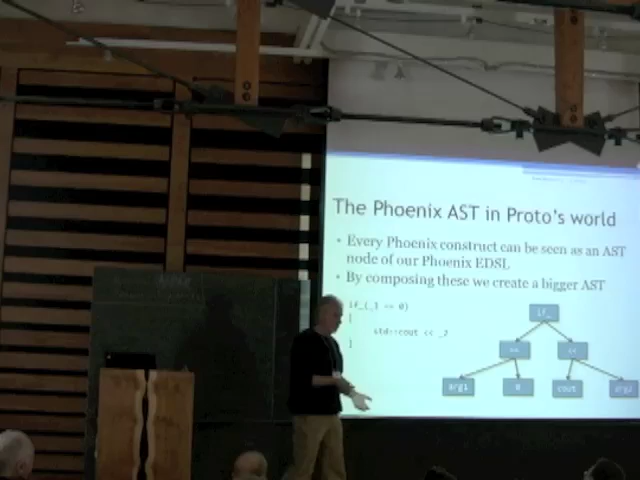 The Phoenix AST in Proto's world
• Every Phoenix construct can be seen as an AST
node of our Phoenix EDSL
• By composing these we create a bigger AST
if_(_1 == 0)
[
std::cout << _2
]
if_
== <<
arg1 0 cout arg2